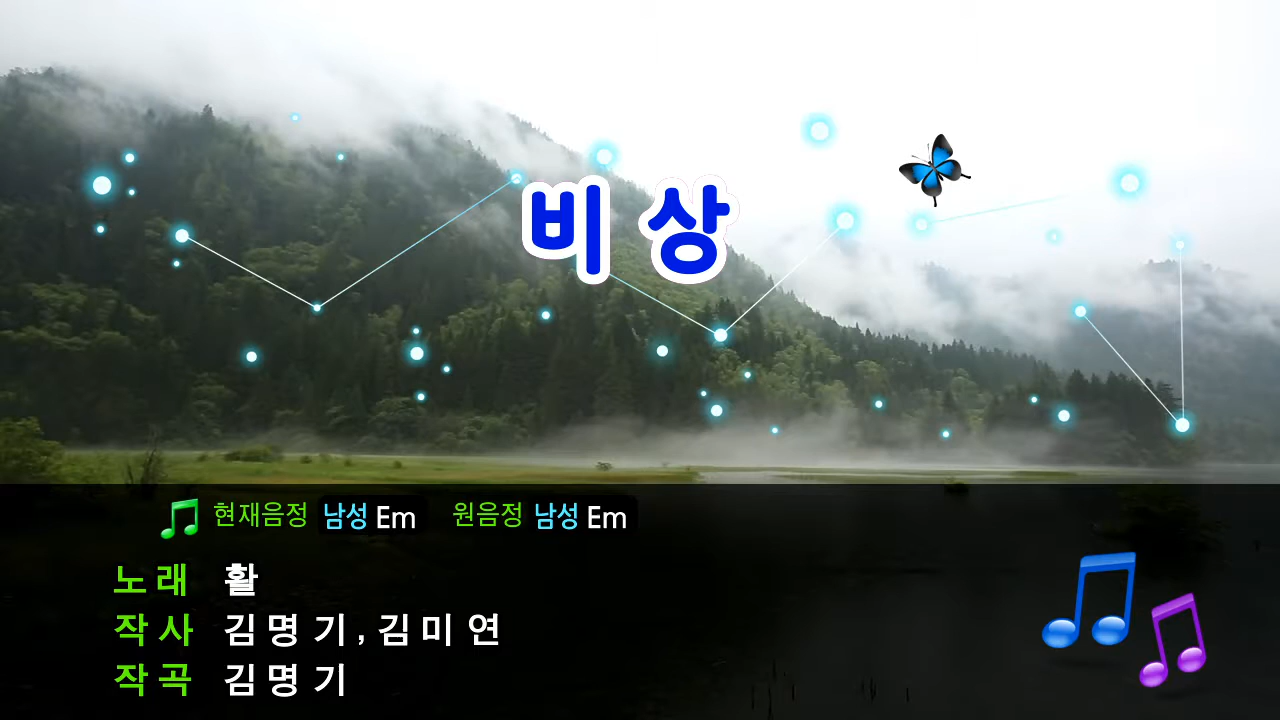 비 상
현재음정 남성 Em 원음정 남성 Em
노 래 활
작 사 김 명 기 , 김 미 연
작 곡 김 명 기